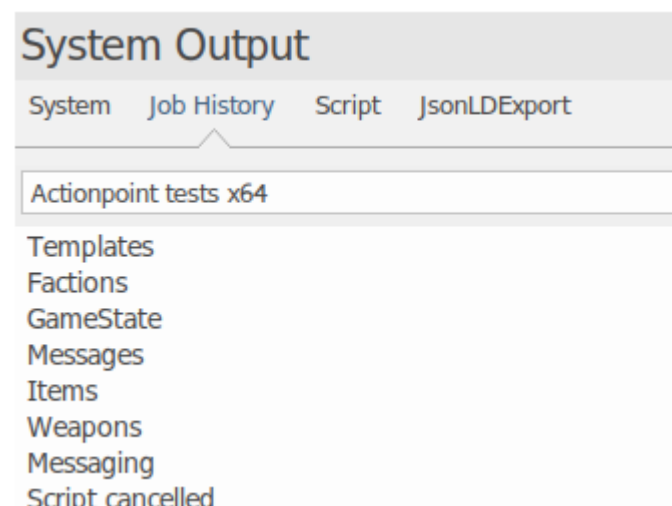 System Output
System Job History Script JsonLDExport
Actionpoint tests x64
Templates
Factions
GameState
Messages
Items
Weapons
Messaging
Script cancelled